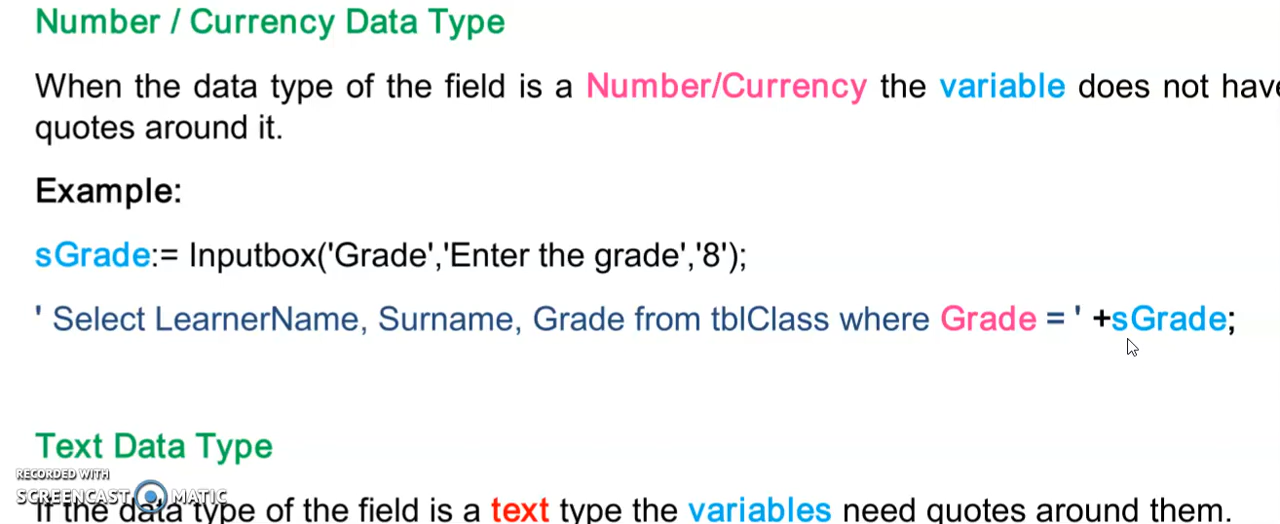 Number / Currency Data Type
When the data type of the field is a Number/Currency the variable does not have
quotes around it.
Example:
sGrade:= Inputbox('Grade','Enter the grade','8');
' Select LearnerName, Surname, Grade from tblClass where Grade = ' +sGrade;
Text Data Type
RECORDED WITH
SCREENCAST MATIC
If the data type of the field is a text type the variables need quotes around them.